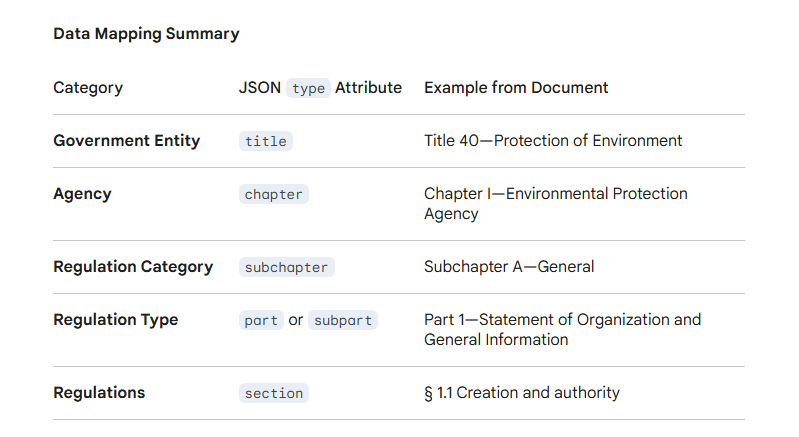 Data Mapping Summary
Category JSON type Attribute Example from Document
Government Entity title Title 40—Protection of Environment
Agency chapter Chapter I—Environmental Protection
Agency
Regulation Category subchapter Subchapter A—General
Regulation Type part or subpart Part 1—Statement of Organization and
General Information
Regulations section § 1.1 Creation and authority